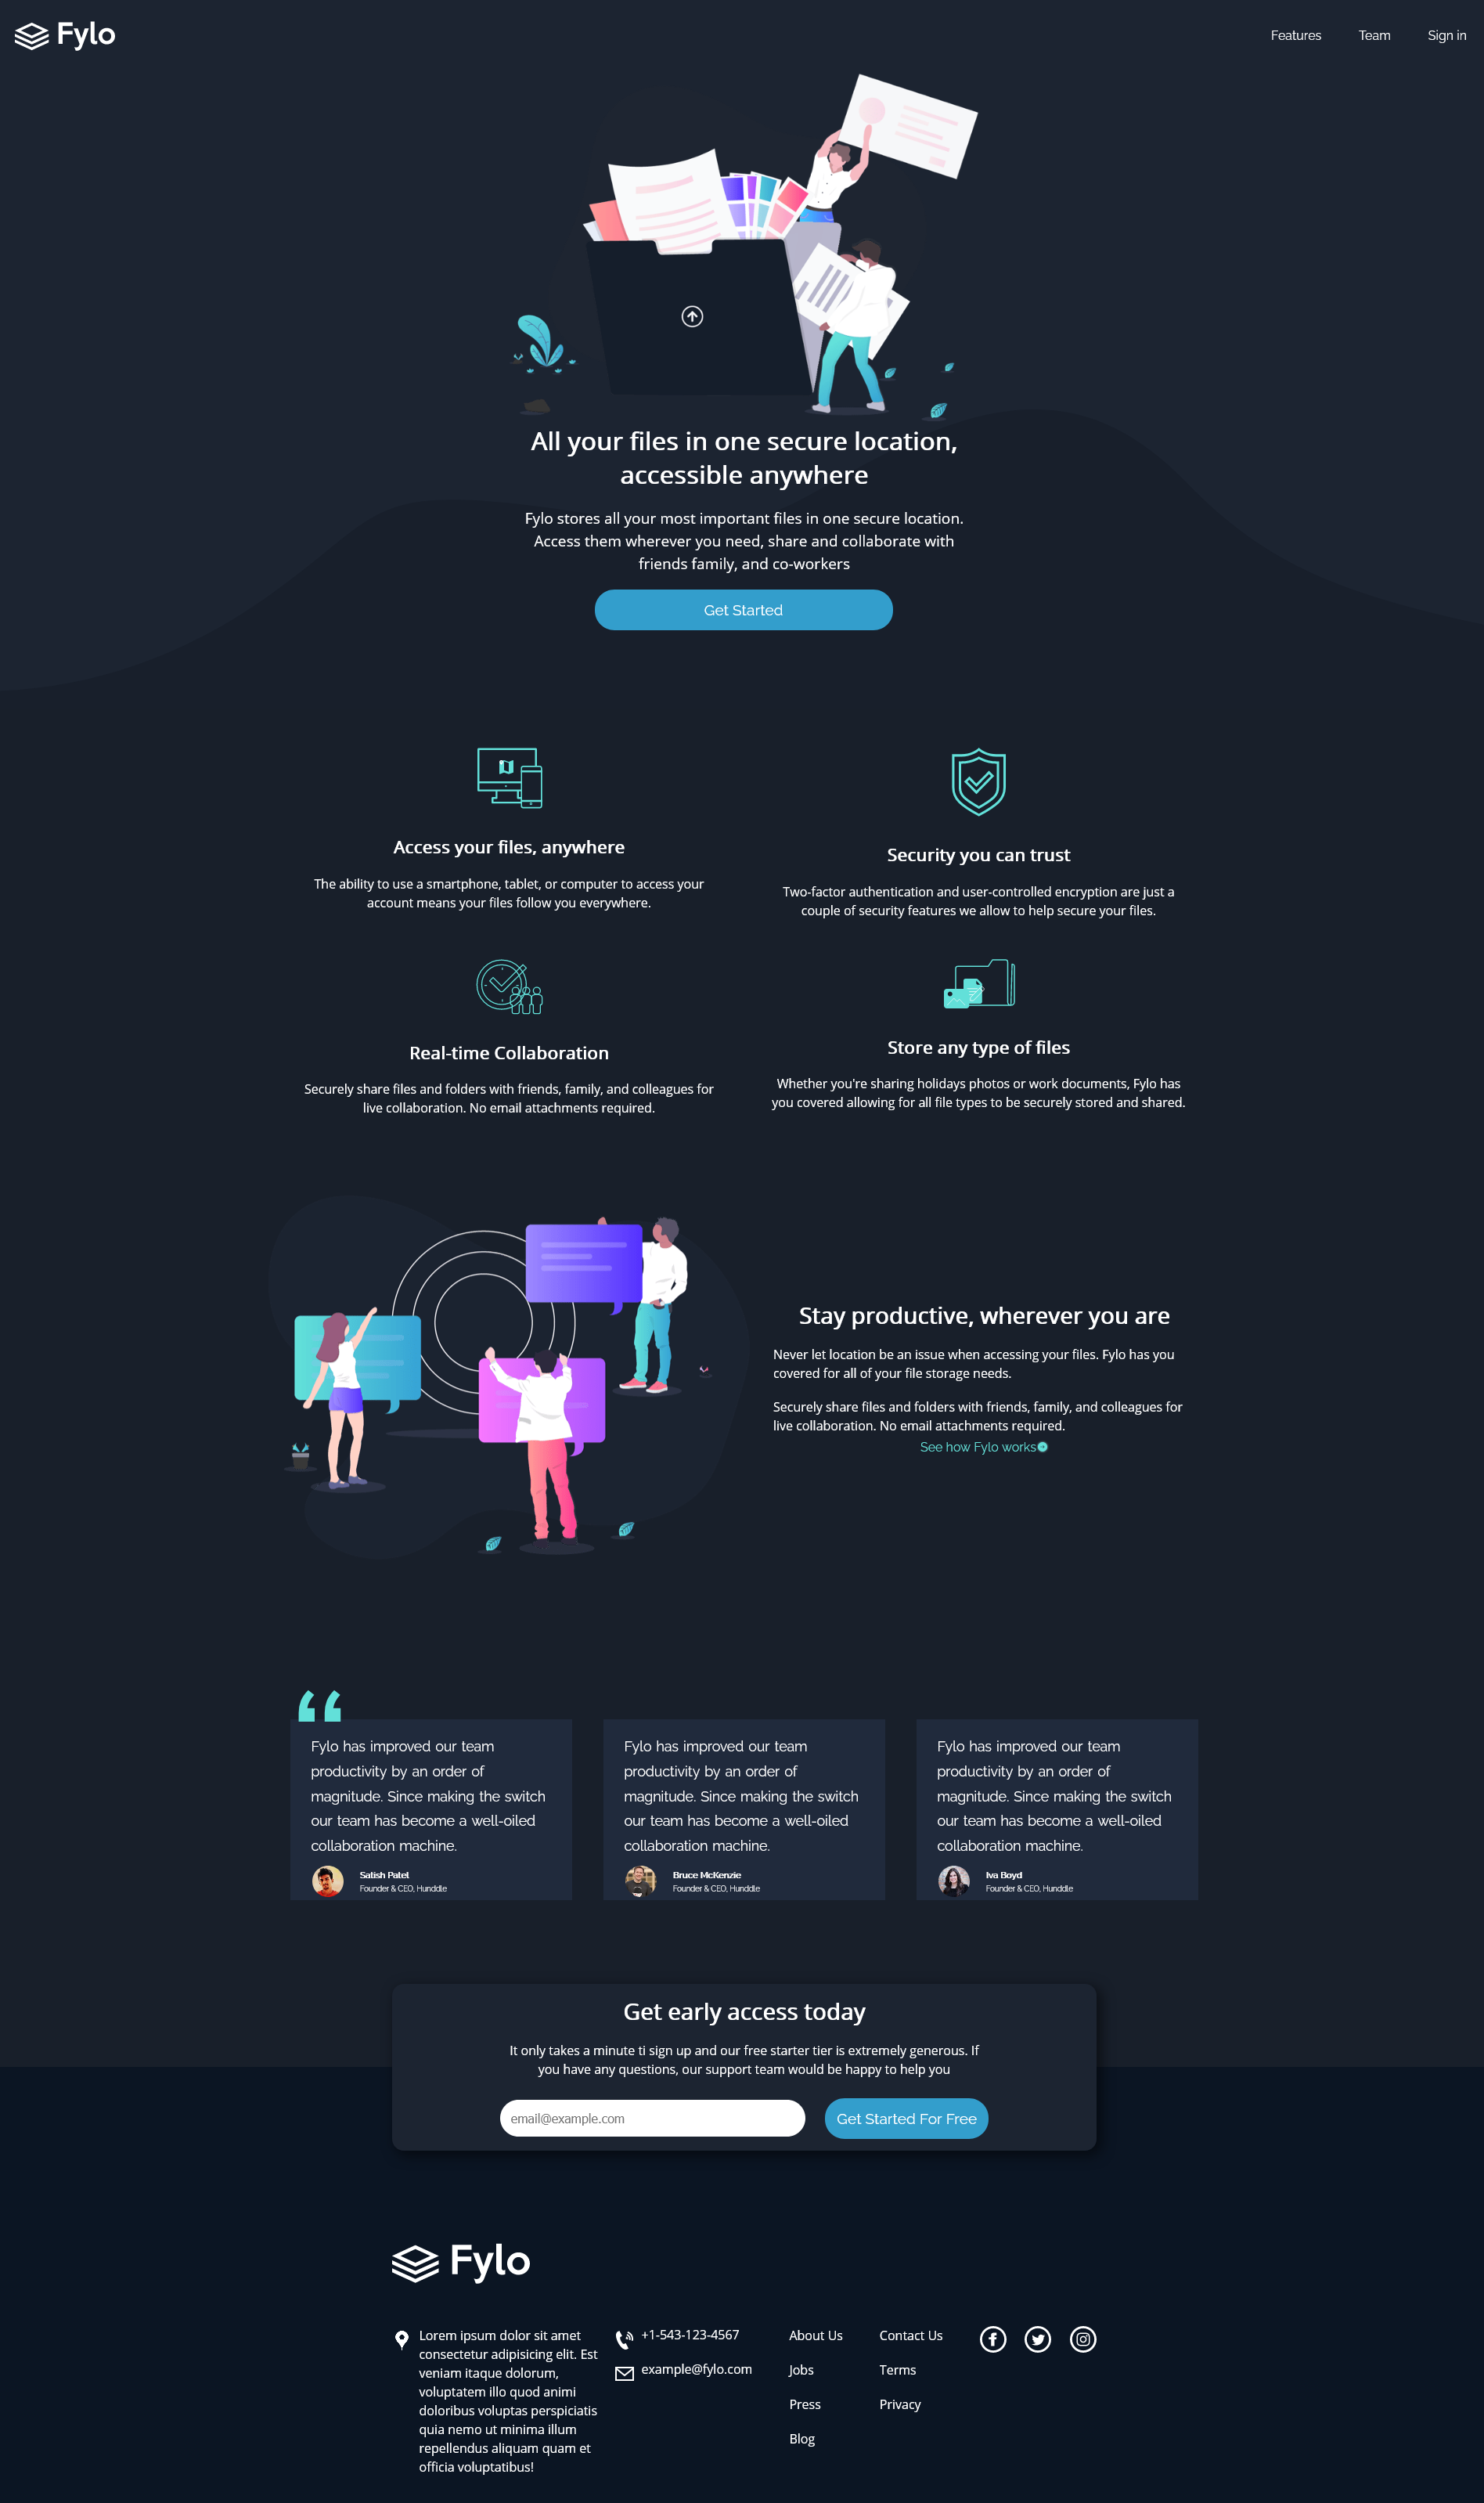 Fylo
Features
Team
Sign in
All your files in one secure location,
accessible anywhere
Fylo stores all your most important files in one secure location.
Access them wherever you need, share and collaborate with
friends family, and co-workers
Get Started
Access your files, anywhere
The ability to use a smartphone, tablet, or computer to access your
account means your files follow you everywhere.
Security you can trust
Two-factor authentication and user-controlled encryption are just a
couple of security features we allow to help secure your files.
Real-time Collaboration
Securely share files and folders with friends, family, and colleagues for
live collaboration. No email attachments required.
Store any type of files
Whether you're sharing holidays photos or work documents, Fylo has
you covered allowing for all file types to be securely stored and shared.
Stay productive, wherever you are
Never let location be an issue when accessing your files. Fylo has you
covered for all of your file storage needs.
Securely share files and folders with friends, family, and colleagues for
live collaboration. No email attachments required.
See how Fylo works
Fylo has improved our team
productivity by an order of
magnitude. Since making the switch
our team has become a well-oiled
collaboration machine.
Satish Patel
Founder & CEO, Hunddle
Fylo has improved our team
productivity by an order of
magnitude. Since making the switch
our team has become a well-oiled
collaboration machine.
Bruce McKenzie
Founder & CEO, Hunddle
Fylo has improved our team
productivity by an order of
magnitude. Since making the switch
our team has become a well-oiled
collaboration machine.
Iva Boyd
Founder & CEO, Hunddle
Get early access today
It only takes a minute ti sign up and our free starter tier is extremely generous. If
you have any questions, our support team would be happy to help you
email@example.com
Get Started For Free
Fylo
Lorem ipsum dolor sit amet
consectetur adipisicing elit. Est
veniam itaque dolorum,
voluptatem illo quod animi
doloribus voluptas perspiciatis
quia nemo ut minima illum
repellendus aliquam quam et
officia voluptatibus!
+1-543-123-4567
example@fylo.com
About Us
Jobs
Press
Blog
Contact Us
Terms
Privacy